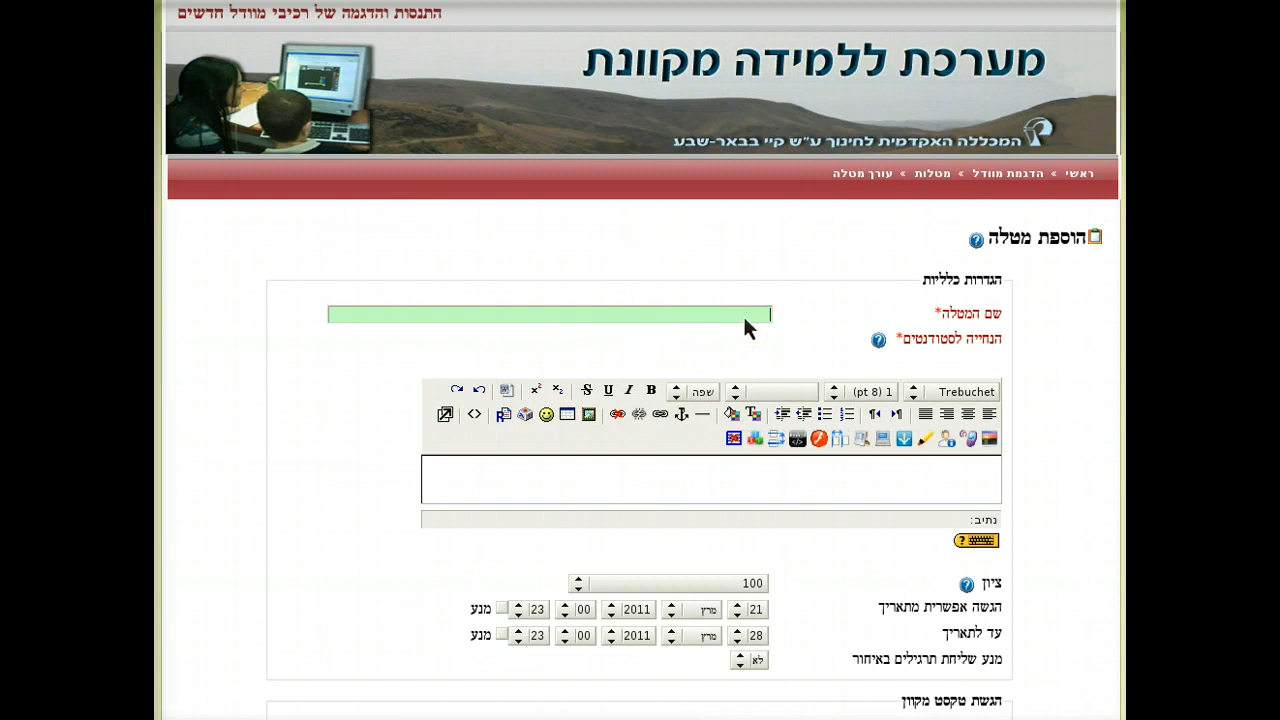 התנסות והדגמה של רכיבי מוודל חדשים
מערכת ללמידה מקוונת
המכללה האקדמית לחינוך ע"ש קיי בבאר-שבע
ראשי » הדגמת מוודל » מטלות » עורך מטלה
הוספת מטלה
הגדרות כלליות
שם המטלה*
הנחייה לסטודנטים*
Trebuchet 1 (8 pt) שפה B I U S x₂ x²
נתיב:
ציון 100
הגשה אפשרית מתאריך 21 מרץ 2011 00 23 מנע
עד לתאריך 28 מרץ 2011 00 23 מנע
מנע שליחת תרגילים באיחור לא
הגשת טקסט מקוון